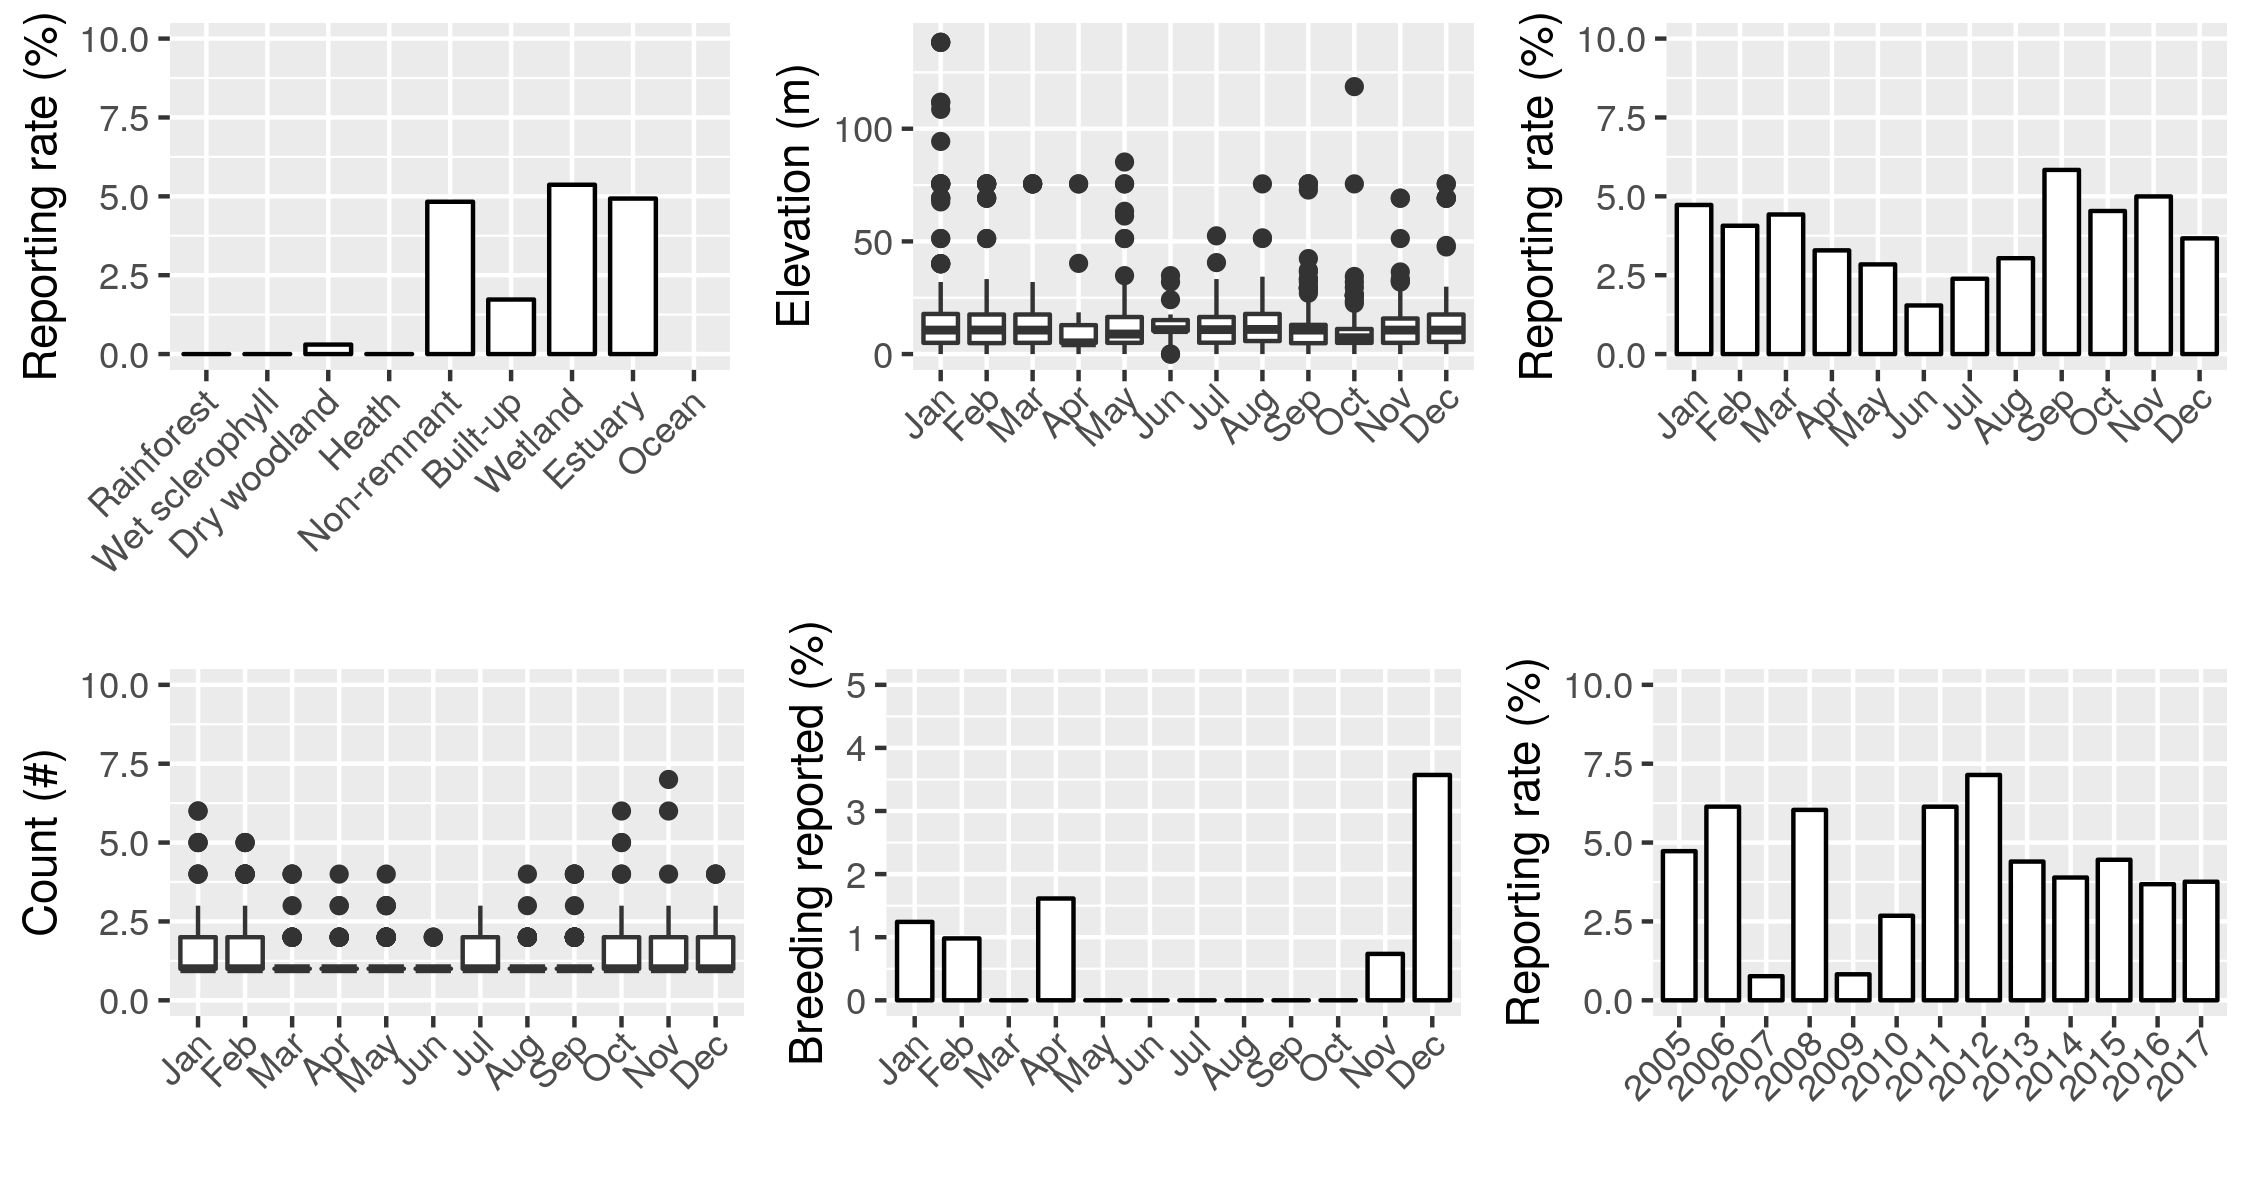 Reporting rate (%)
10.0
7.5
5.0
2.5
0.0
Rainforest
Wet sclerophyll
Dry woodland
Heath
Non-remnant
Built-up
Wetland
Estuary
Ocean
Elevation (m)
100
50
0
Jan
Feb
Mar
Apr
May
Jun
Jul
Aug
Sep
Oct
Nov
Dec
Reporting rate (%)
10.0
7.5
5.0
2.5
0.0
Jan
Feb
Mar
Apr
May
Jun
Jul
Aug
Sep
Oct
Nov
Dec
Count (#)
10.0
7.5
5.0
2.5
0.0
Jan
Feb
Mar
Apr
May
Jun
Jul
Aug
Sep
Oct
Nov
Dec
Breeding reported (%)
5
4
3
2
1
0
Jan
Feb
Mar
Apr
May
Jun
Jul
Aug
Sep
Oct
Nov
Dec
Reporting rate (%)
10.0
7.5
5.0
2.5
0.0
2005
2006
2007
2008
2009
2010
2011
2012
2013
2014
2015
2016
2017